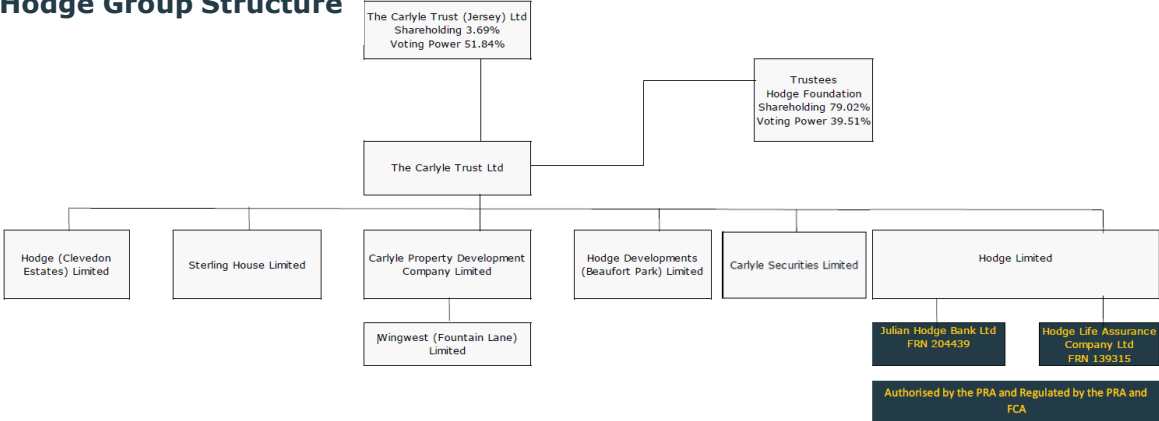 Hodge Group Structure
The Carlyle Trust (Jersey) Ltd
Shareholding 3.69%
Voting Power 51.84%
Trustees
Hodge Foundation
Shareholding 79.02%
Voting Power 39.51%
The Carlyle Trust Ltd
Hodge (Clevedon
Estates) Limited
Sterling House Limited
Carlyle Property Development
Company Limited
Hodge Developments
(Beaufort Park) Limited
Carlyle Securities Limited
Hodge Limited
Wingwest (Fountain Lane)
Limited
Julian Hodge Bank Ltd
FRN 204439
Hodge Life Assurance
Company Ltd
FRN 139315
Authorised by the PRA and Regulated by the PRA and
FCA